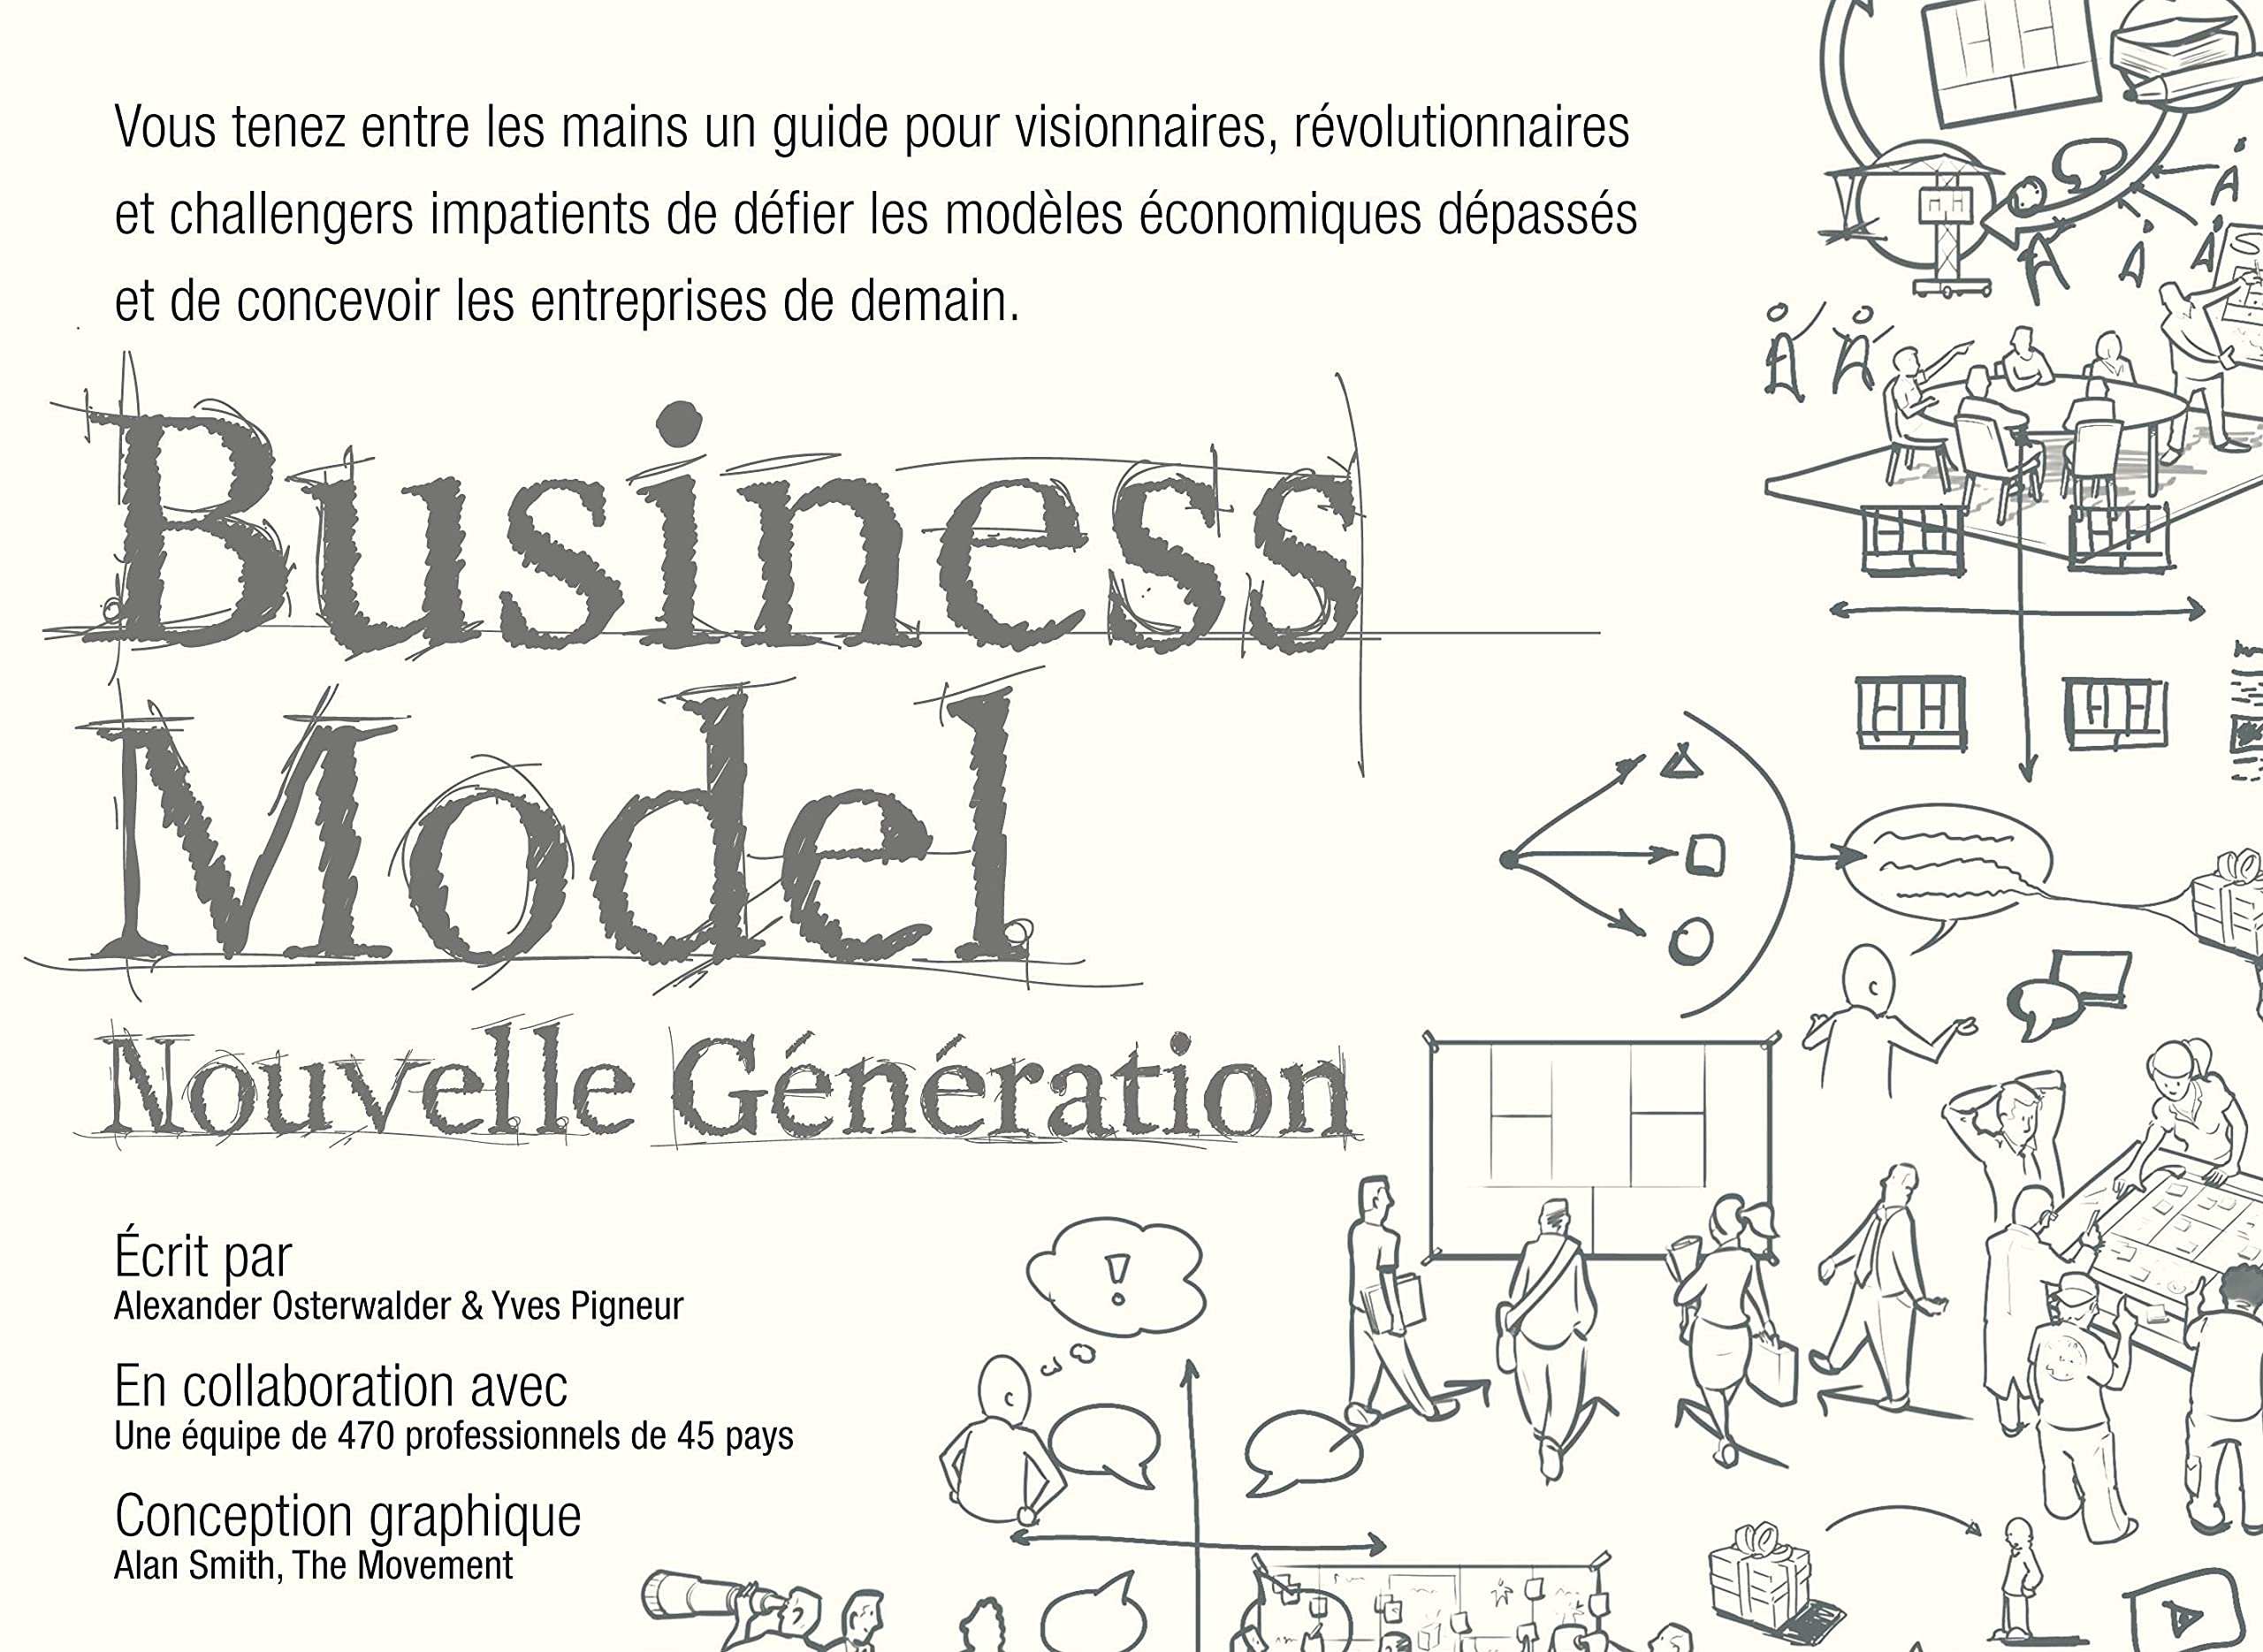 Vous tenez entre les mains un guide pour visionnaires, révolutionnaires
et challengers impatients de défier les modèles économiques dépassés
et de concevoir les entreprises de demain.
Business
Model
Nouvelle Génération
Écrit par
Alexander Osterwalder & Yves Pigneur
En collaboration avec
Une équipe de 470 professionnels de 45 pays
Conception graphique
Alan Smith, The Movement